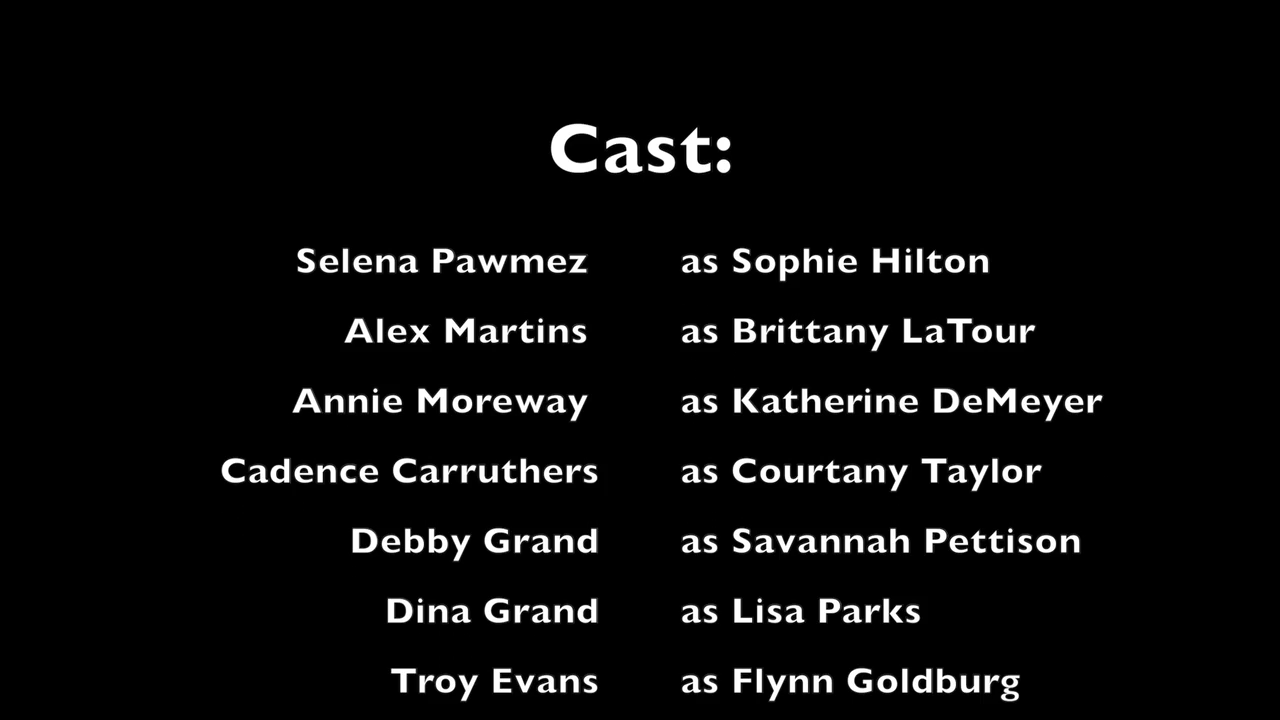 Cast:
Selena Pawmez as Sophie Hilton
Alex Martins as Brittany LaTour
Annie Moreway as Katherine DeMeyer
Cadence Carruthers as Courtany Taylor
Debby Grand as Savannah Pettison
Dina Grand as Lisa Parks
Troy Evans as Flynn Goldburg